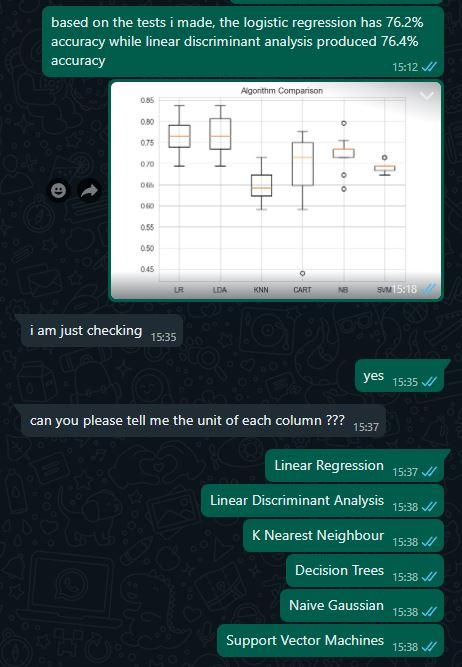 based on the tests i made, the logistic regression has 76.2%
accuracy while linear discriminant analysis produced 76.4%
accuracy
15:12
Algorithm Comparison
0.85
0.80
0.75
0.70
0.65
0.60
0.55
0.50
0.45
LR LDA KNN CART NB SVM
15:18
i am just checking 15:35
yes 15:35
can you please tell me the unit of each column ??? 15:37
Linear Regression 15:37
Linear Discriminant Analysis 15:38
K Nearest Neighbour 15:38
Decision Trees 15:38
Naive Gaussian 15:38
Support Vector Machines 15:38